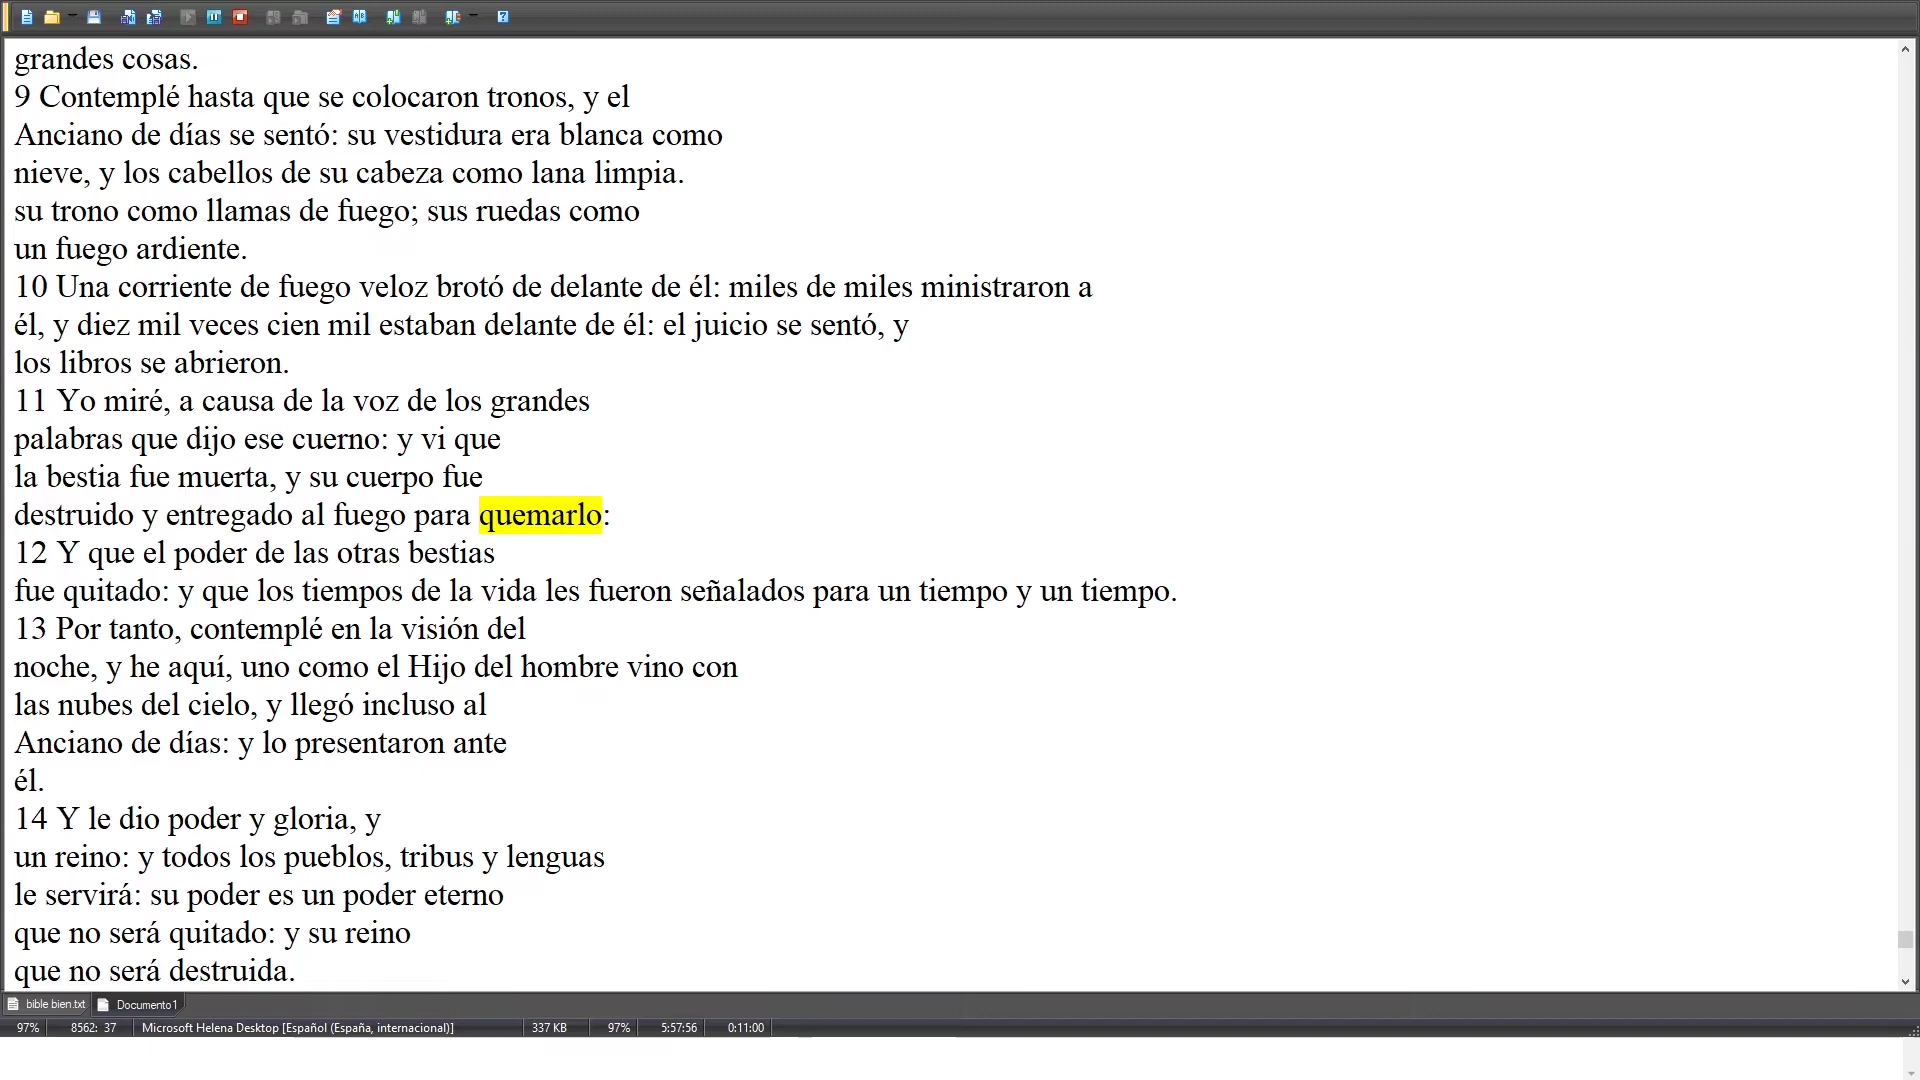 grandes cosas.
9 Contemplé hasta que se colocaron tronos, y el
Anciano de días se sentó: su vestidura era blanca como
nieve, y los cabellos de su cabeza como lana limpia.
su trono como llamas de fuego; sus ruedas como
un fuego ardiente.
10 Una corriente de fuego veloz brotó de delante de él: miles de miles ministraron a
él, y diez mil veces cien mil estaban delante de él: el juicio se sentó, y
los libros se abrieron.
11 Yo miré, a causa de la voz de los grandes
palabras que dijo ese cuerno: y vi que
la bestia fue muerta, y su cuerpo fue
destruido y entregado al fuego para quemarlo:
12 Y que el poder de las otras bestias
fue quitado: y que los tiempos de la vida les fueron señalados para un tiempo y un tiempo.
13 Por tanto, contemplé en la visión del
noche, y he aquí, uno como el Hijo del hombre vino con
las nubes del cielo, y llegó incluso al
Anciano de días: y lo presentaron ante
él.
14 Y le dio poder y gloria, y
un reino: y todos los pueblos, tribus y lenguas
le servirá: su poder es un poder eterno
que no será quitado: y su reino
que no será destruida.
bible bien.txt Documento1
97% 8562: 37 Microsoft Helena Desktop [Español (España, internacional)] 337 KB 97% 5:57:56 0:11:00